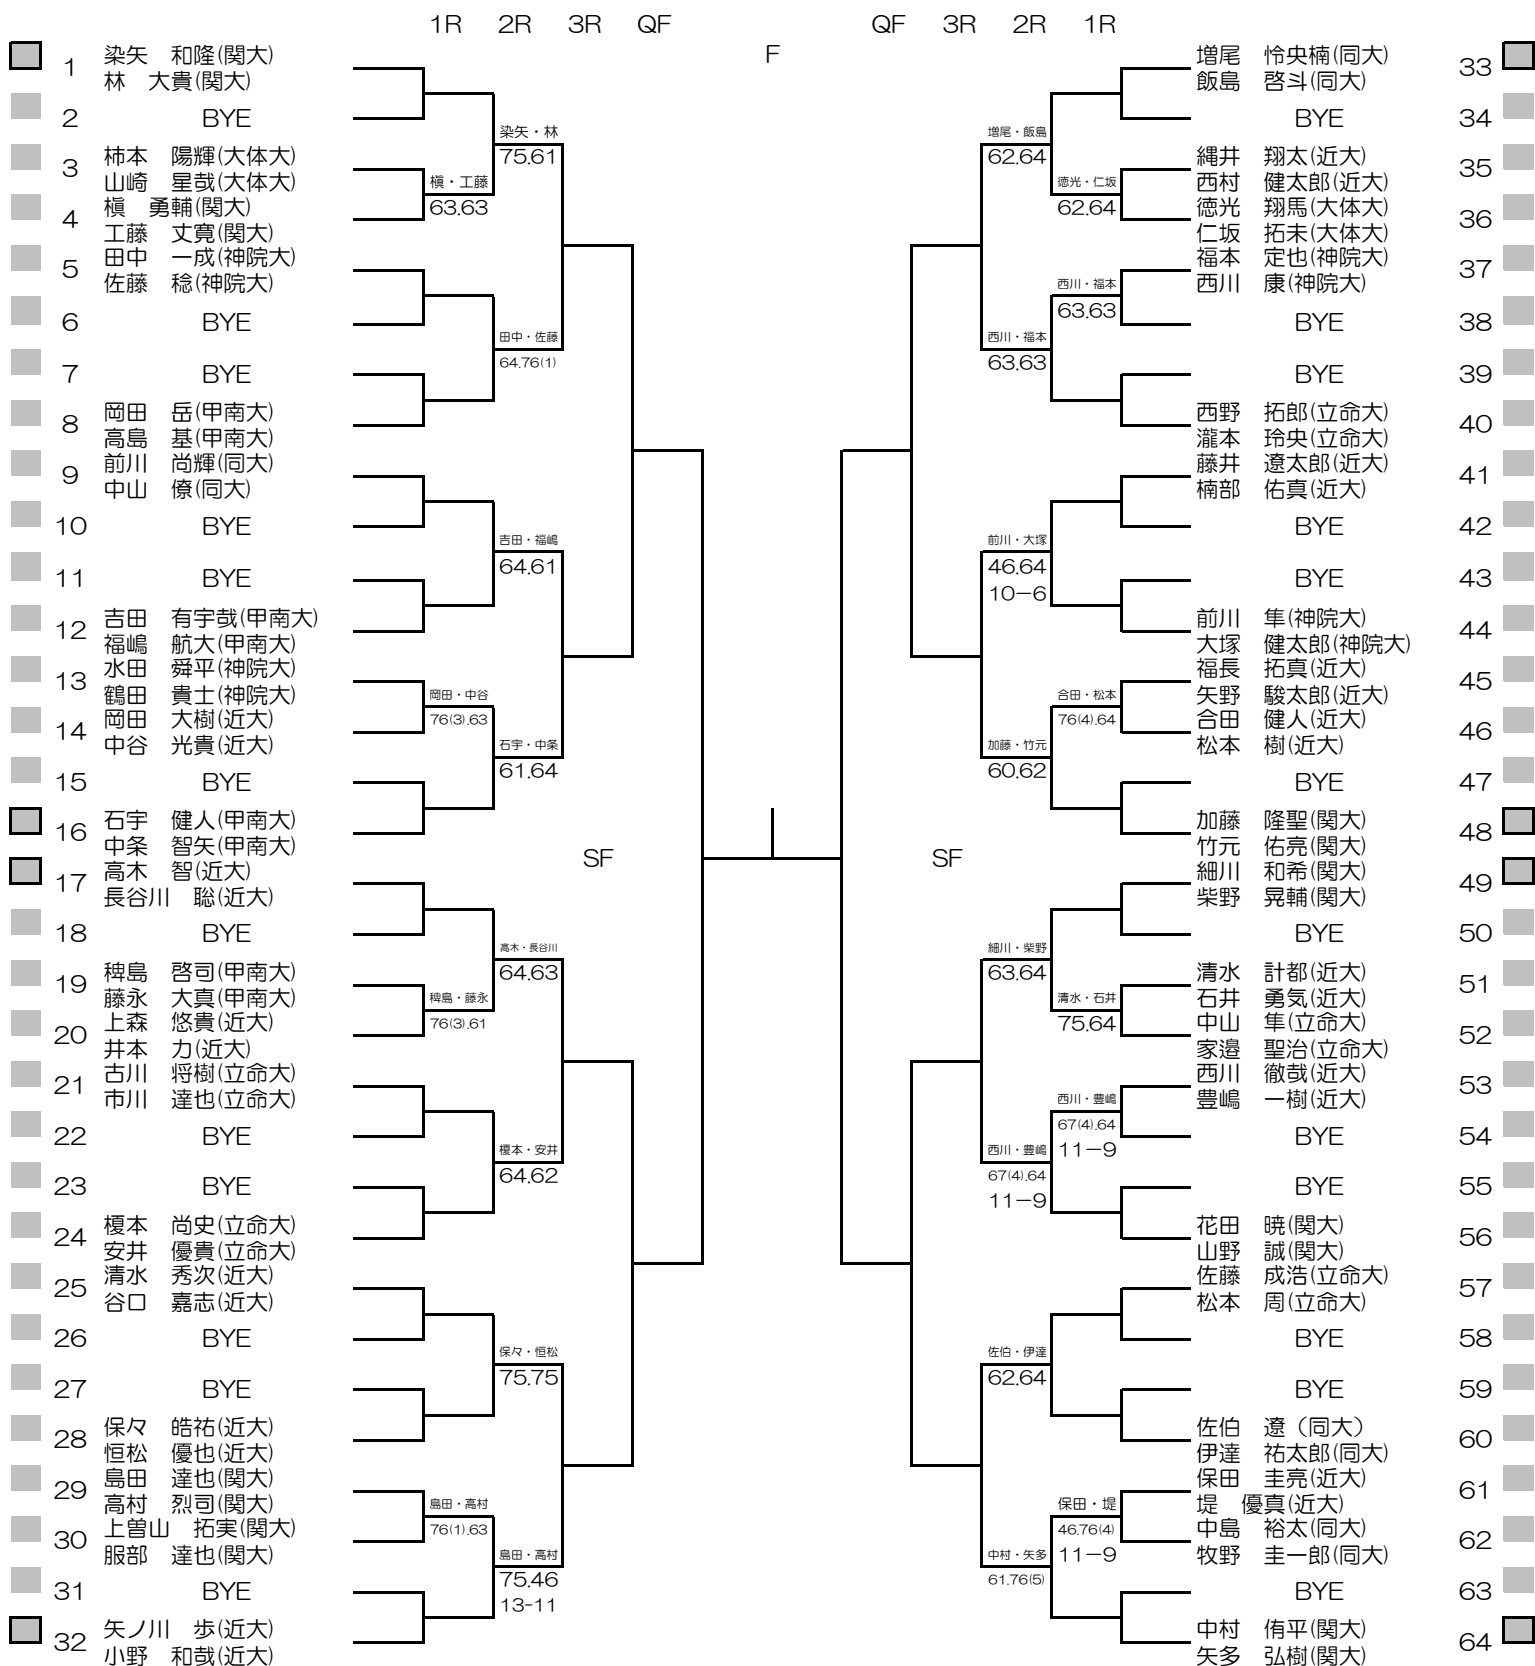 1R 2R 3R QF
QF 3R 2R 1R
F
1 染矢 和隆(関大)
林 大貴(関大)
2 BYE
3 柿本 陽輝(大体大)
山崎 星哉(大体大)
4 槇 勇輔(関大)
工藤 丈寛(関大)
5 田中 一成(神院大)
佐藤 稔(神院大)
6 BYE
7 BYE
8 岡田 岳(甲南大)
高島 基(甲南大)
9 前川 尚輝(同大)
中山 僚(同大)
10 BYE
11 BYE
12 吉田 有宇哉(甲南大)
福嶋 航大(甲南大)
13 水田 舜平(神院大)
鶴田 貴士(神院大)
14 岡田 大樹(近大)
中谷 光貴(近大)
15 BYE
16 石宇 健人(甲南大)
中条 智矢(甲南大)
17 高木 智(近大)
長谷川 聡(近大)
18 BYE
19 稗島 啓司(甲南大)
藤永 大真(甲南大)
20 上森 悠貴(近大)
井本 力(近大)
21 古川 将樹(立命大)
市川 達也(立命大)
22 BYE
23 BYE
24 榎本 尚史(立命大)
安井 優貴(立命大)
25 清水 秀次(近大)
谷口 嘉志(近大)
26 BYE
27 BYE
28 保々 皓祐(近大)
恒松 優也(近大)
29 島田 達也(関大)
高村 烈司(関大)
30 上曽山 拓実(関大)
服部 達也(関大)
31 BYE
32 矢ノ川 歩(近大)
小野 和哉(近大)
槇・工藤
63.63
岡田・中谷
76(3).63
稗島・藤永
76(3).61
島田・高村
76(1).63
染矢・林
75.61
田中・佐藤
64.76(1)
吉田・福嶋
64.61
石宇・中条
61.64
高木・長谷川
64.63
榎本・安井
64.62
保々・恒松
75.75
島田・高村
75.46
13-11
SF
SF
増尾・飯島
62.64
西川・福本
63.63
前川・大塚
46.64
10-6
加藤・竹元
60.62
細川・柴野
63.64
西川・豊嶋
67(4).64
11-9
佐伯・伊達
62.64
中村・矢多
61.76(5)
徳光・仁坂
62.64
西川・福本
63.63
合田・松本
76(4).64
清水・石井
75.64
西川・豊嶋
67(4).64
11-9
保田・堤
46.76(4)
11-9
増尾 怜央楠(同大) 33
飯島 啓斗(同大)
BYE 34
縄井 翔太(近大) 35
西村 健太郎(近大)
徳光 翔馬(大体大) 36
仁坂 拓未(大体大)
福本 定也(神院大) 37
西川 康(神院大)
BYE 38
BYE 39
西野 拓郎(立命大) 40
瀧本 玲央(立命大)
藤井 遼太郎(近大) 41
楠部 佑真(近大)
BYE 42
BYE 43
前川 隼(神院大) 44
大塚 健太郎(神院大)
福長 拓真(近大) 45
矢野 駿太郎(近大)
合田 健人(近大) 46
松本 樹(近大)
BYE 47
加藤 隆聖(関大) 48
竹元 佑亮(関大)
細川 和希(関大) 49
柴野 晃輔(関大)
BYE 50
清水 計都(近大) 51
石井 勇気(近大)
中山 隼(立命大) 52
家邉 聖治(立命大)
西川 徹哉(近大) 53
豊嶋 一樹(近大)
BYE 54
BYE 55
花田 暁(関大) 56
山野 誠(関大)
佐藤 成浩(立命大) 57
松本 周(立命大)
BYE 58
BYE 59
佐伯 遼（同大） 60
伊達 祐太郎(同大)
保田 圭亮(近大) 61
堤 優真(近大)
中島 裕太(同大) 62
牧野 圭一郎(同大)
BYE 63
中村 侑平(関大) 64
矢多 弘樹(関大)